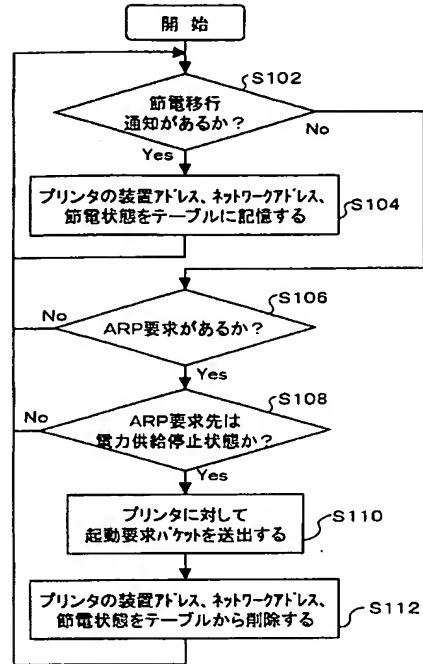 開始
S102
節電移行
通知があるか？
No
Yes
プリンタの装置アドレス、ネットワークアドレス、
節電状態をテーブルに記憶する
S104
S106
No
ARP要求があるか？
Yes
S108
No
ARP要求先は
電力供給停止状態か？
Yes
プリンタに対して
起動要求パケットを送出する
S110
プリンタの装置アドレス、ネットワークアドレス、
節電状態をテーブルから削除する
S112